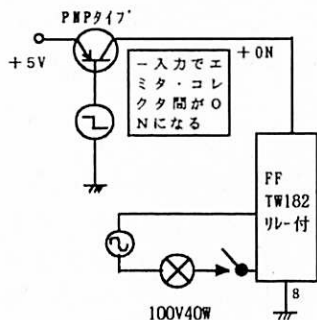 PNPタイプ
+5V
一入力でエ
ミタ・コレ
クタ間がO
Nになる
+ON
FF
TW182
リレー付
8
100V40W